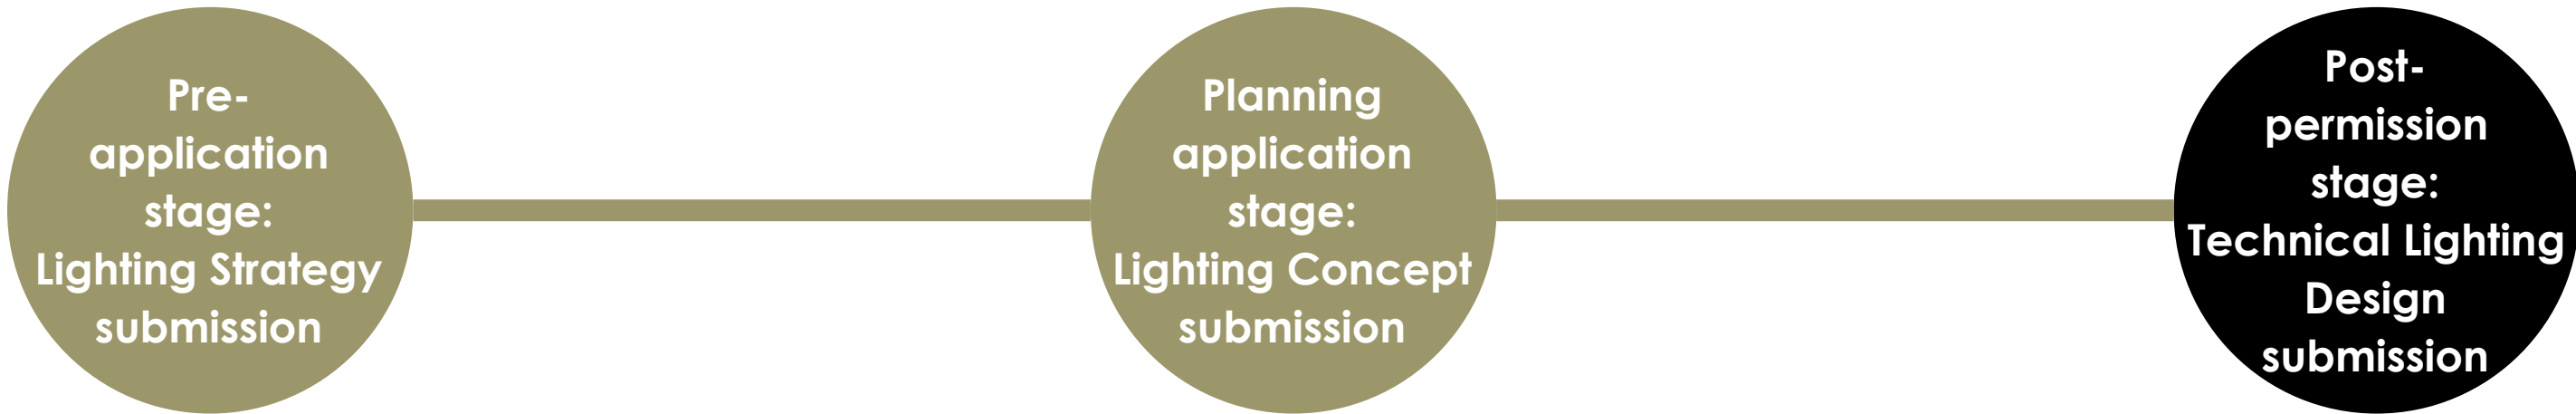 Pre-
application
stage:
Lighting Strategy
submission
Planning
application
stage:
Lighting Concept
submission
Post-
permission
stage:
Technical Lighting
Design
submission